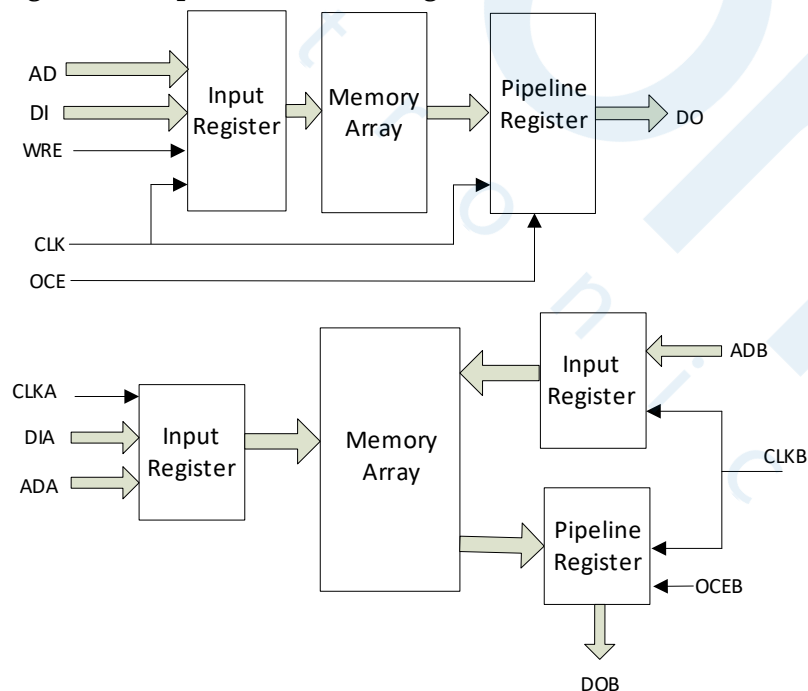 AD
DI
WRE
CLK
OCE
Input
Register
Memory
Array
Pipeline
Register
DO
CLKA
DIA
ADA
Input
Register
Memory
Array
Input
Register
ADB
CLKB
Pipeline
Register
OCEB
DOB
t r o n i c